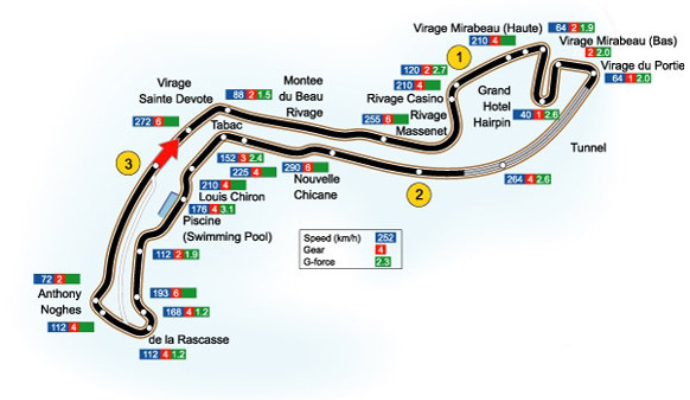 Virage Mirabeau (Haute)
210 4
64 2 1.9
Virage Mirabeau (Bas)
2 2.0
Virage du Portier
64 1 2.0
1
120 2 2.7
210 4
Rivage Casino
Rivage
Massenet
255 6
Grand
Hotel
Hairpin
40 1 2.6
Tunnel
264 4 2.6
Virage
Sainte Devote
88 2 1.5
Montee
du Beau
Rivage
272 6
Tabac
152 3 2.4
225 4
290 6
Nouvelle
Chicane
2
3
210 4
Louis Chiron
176 4 3.1
Piscine
(Swimming Pool)
112 2 1.9
Speed (km/h) 252
Gear 4
G-force 2.3
72 2
Anthony
Noghes
112 4
193 6
168 4 1.2
de la Rascasse
112 4 1.2